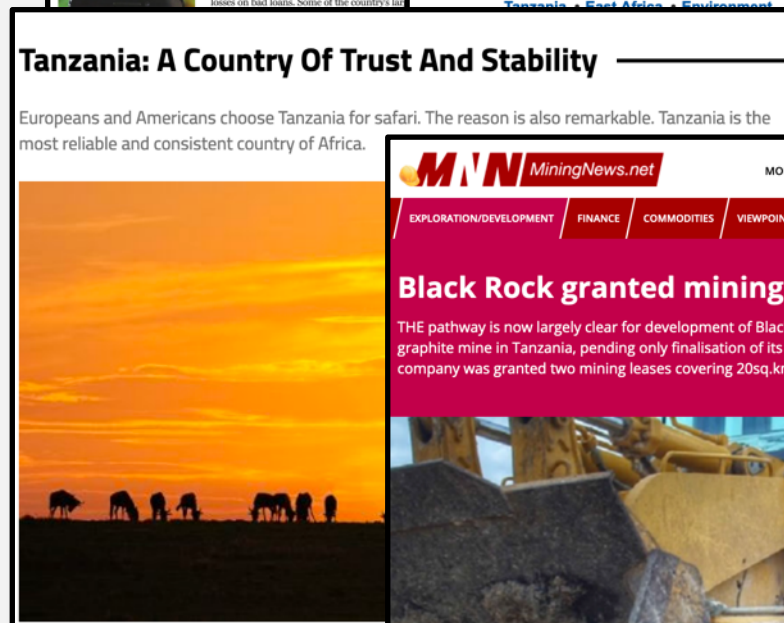 losses on bad loans. Some of the country's lar
Tanzania • East Africa • Environment
Tanzania: A Country Of Trust And Stability
Europeans and Americans choose Tanzania for safari. The reason is also remarkable. Tanzania is the
most reliable and consistent country of Africa.
MNN MiningNews.net
MO
EXPLORATION/DEVELOPMENT FINANCE COMMODITIES VIEWPOIN
Black Rock granted mining
THE pathway is now largely clear for development of Blac
graphite mine in Tanzania, pending only finalisation of its
company was granted two mining leases covering 20sq.kr